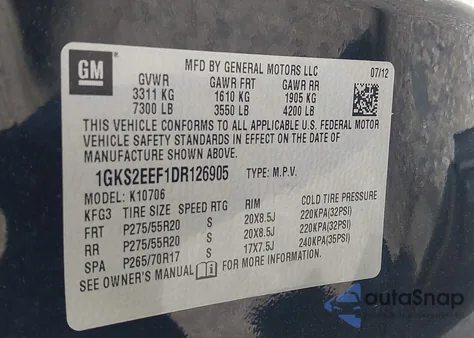 GM
MFD BY GENERAL MOTORS LLC 07/12
GVWR GAWR FRT GAWR RR
3311 KG 1610 KG 1905 KG
7300 LB 3550 LB 4200 LB
THIS VEHICLE CONFORMS TO ALL APPLICABLE U.S. FEDERAL MOTOR
VEHICLE SAFETY STANDARDS IN EFFECT ON THE DATE OF
MANUFACTURE SHOWN ABOVE.
1GKS2EEF1DR126905 TYPE: M.P.V.
MODEL: K10706
KFG3 TIRE SIZE SPEED RTG RIM COLD TIRE PRESSURE
FRT P275/55R20 S 20X8.5J 220KPA(32PSI)
RR P275/55R20 S 20X8.5J 220KPA(32PSI)
SPA P265/70R17 S 17X7.5J 240KPA(35PSI)
SEE OWNER'S MANUAL FOR MORE INFORMATION.
autoSnap